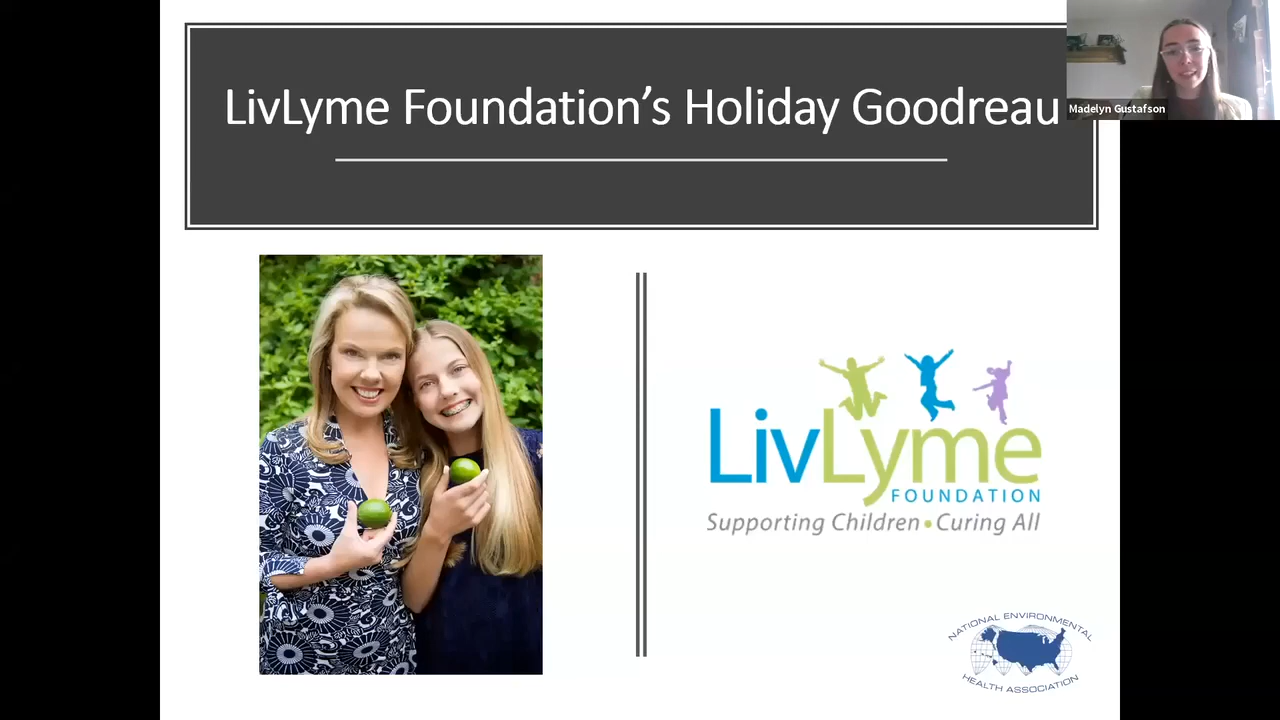 LivLyme Foundation’s Holiday Goodreau
Madelyn Gustafson
LivLyme
FOUNDATION
Supporting Children • Curing All
NATIONAL ENVIRONMENTAL
HEALTH ASSOCIATION